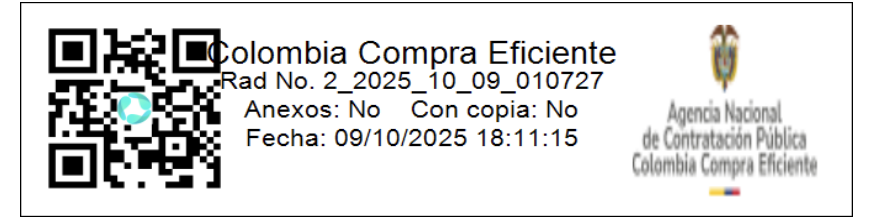 Colombia Compra Eficiente
Rad No. 2_2025_10_09_010727
Anexos: No Con copia: No
Fecha: 09/10/2025 18:11:15
Agencia Nacional
de Contratación Pública
Colombia Compra Eficiente